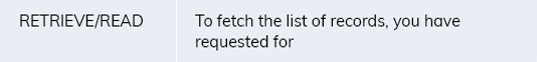 RETRIEVE/READ
To fetch the list of records, you have
requested for